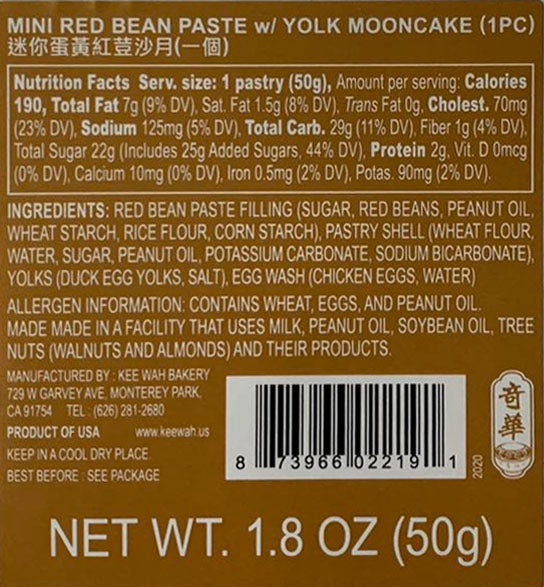 MINI RED BEAN PASTE w/ YOLK MOONCAKE (1PC)
迷你蛋黃紅荳沙月(一個)
Nutrition Facts Serv. size: 1 pastry (50g), Amount per serving: Calories
190, Total Fat 7g (9% DV), Sat. Fat 1.5g (8% DV), Trans Fat 0g, Cholest. 70mg
(23% DV), Sodium 125mg (5% DV), Total Carb. 29g (11% DV), Fiber 1g (4% DV),
Total Sugar 22g (Includes 25g Added Sugars, 44% DV), Protein 2g, Vit. D 0mcg
(0% DV), Calcium 10mg (0% DV), Iron 0.5mg (2% DV), Potas. 90mg (2% DV).
INGREDIENTS: RED BEAN PASTE FILLING (SUGAR, RED BEANS, PEANUT OIL,
WHEAT STARCH, RICE FLOUR, CORN STARCH), PASTRY SHELL (WHEAT FLOUR,
WATER, SUGAR, PEANUT OIL, POTASSIUM CARBONATE, SODIUM BICARBONATE),
YOLKS (DUCK EGG YOLKS, SALT), EGG WASH (CHICKEN EGGS, WATER)
ALLERGEN INFORMATION: CONTAINS WHEAT, EGGS, AND PEANUT OIL.
MADE MADE IN A FACILITY THAT USES MILK, PEANUT OIL, SOYBEAN OIL, TREE
NUTS (WALNUTS AND ALMONDS) AND THEIR PRODUCTS.
MANUFACTURED BY : KEE WAH BAKERY
729 W GARVEY AVE, MONTEREY PARK,
CA 91754 TEL : (626) 281-2680
PRODUCT OF USA www.keewah.us
KEEP IN A COOL DRY PLACE
BEST BEFORE : SEE PACKAGE
8 73966 02219 1
2020
奇華
NET WT. 1.8 OZ (50g)